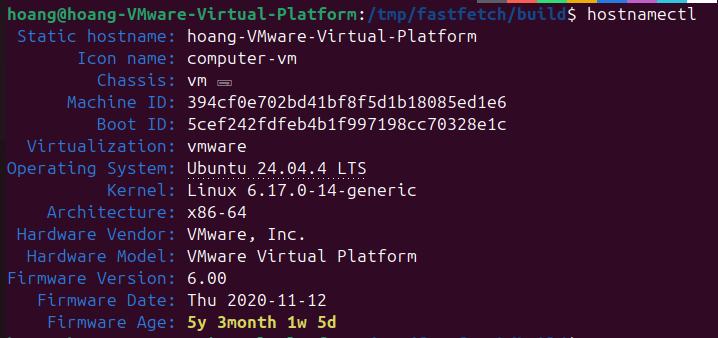 hoang@hoang-VMware-Virtual-Platform:/tmp/fastfetch/build$ hostnamectl
Static hostname: hoang-VMware-Virtual-Platform
Icon name: computer-vm
Chassis: vm
Machine ID: 394cf0e702bd41bf8f5d1b18085ed1e6
Boot ID: 5cef242fdfeb4b1f997198cc70328e1c
Virtualization: vmware
Operating System: Ubuntu 24.04.4 LTS
Kernel: Linux 6.17.0-14-generic
Architecture: x86-64
Hardware Vendor: VMware, Inc.
Hardware Model: VMware Virtual Platform
Firmware Version: 6.00
Firmware Date: Thu 2020-11-12
Firmware Age: 5y 3month 1w 5d